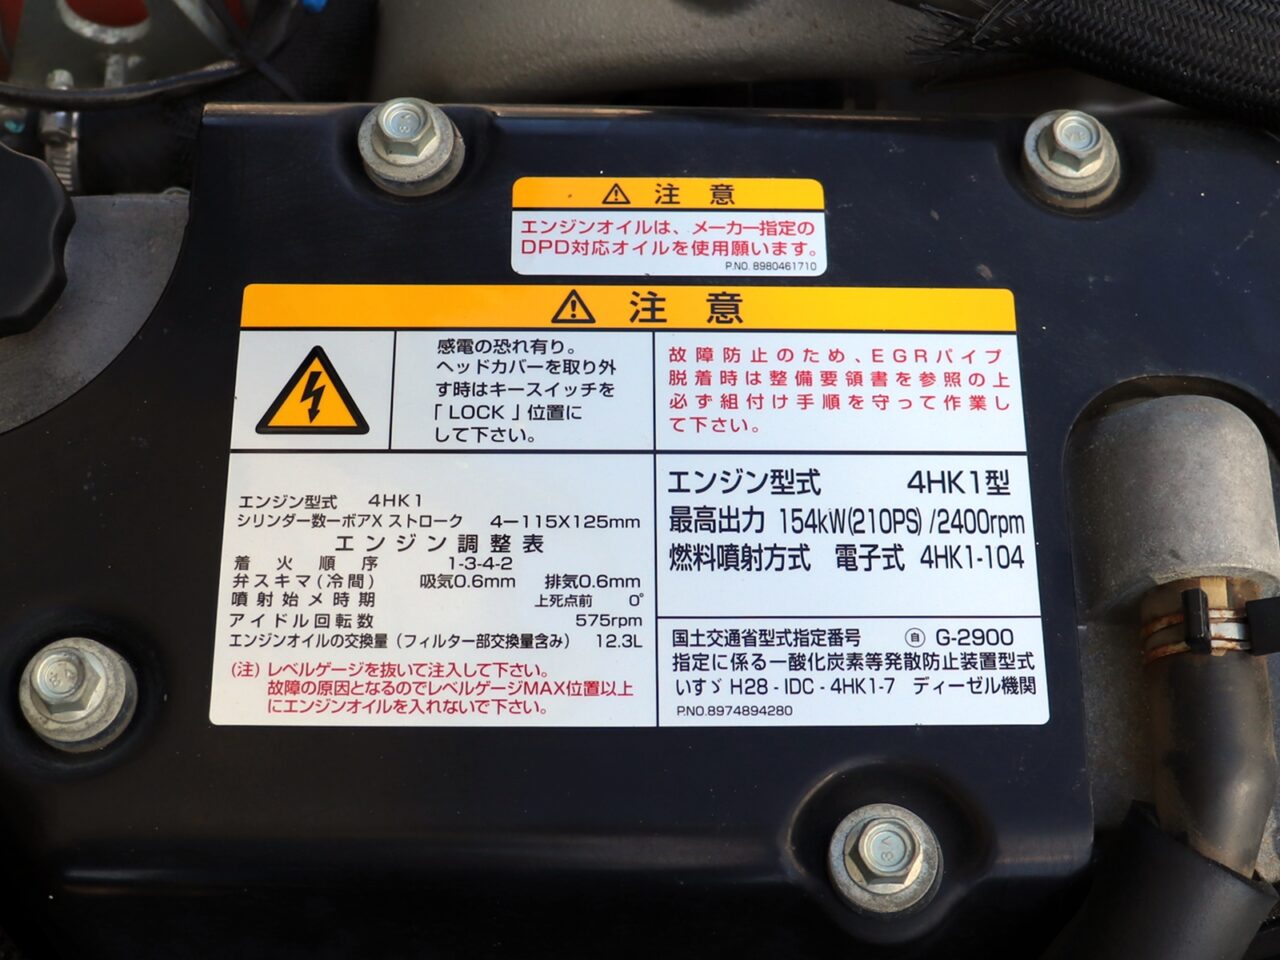 注意
エンジンオイルは、メーカー指定の
DPD対応オイルを使用願います。
P.NO. 8980461710
注意
感電の恐れ有り。
ヘッドカバーを取り外
す時はキースイッチを
「LOCK」位置に
して下さい。
故障防止のため、EGRパイプ
脱着時は整備要領書を参照の上
必ず組付け手順を守って作業し
て下さい。
エンジン型式 4HK1
シリンダー数ーボアX ストローク 4ー115X125mm
エンジン調整表
着火順序 1-3-4-2
弁スキマ(冷間) 吸気0.6mm 排気0.6mm
噴射始メ時期 上死点前 0°
アイドル回転数 575rpm
エンジンオイルの交換量(フィルター部交換量含み) 12.3L
(注)レベルゲージを抜いて注入して下さい。
故障の原因となるのでレベルゲージMAX位置以上
にエンジンオイルを入れないで下さい。
エンジン型式 4HK1型
最高出力 154kW(210PS)/2400rpm
燃料噴射方式 電子式 4HK1-104
国土交通省型式指定番号 ㉂ G-2900
指定に係る一酸化炭素等発散防止装置型式
いすゞ H28-IDC-4HK1-7 ディーゼル機関
P.NO.8974894280